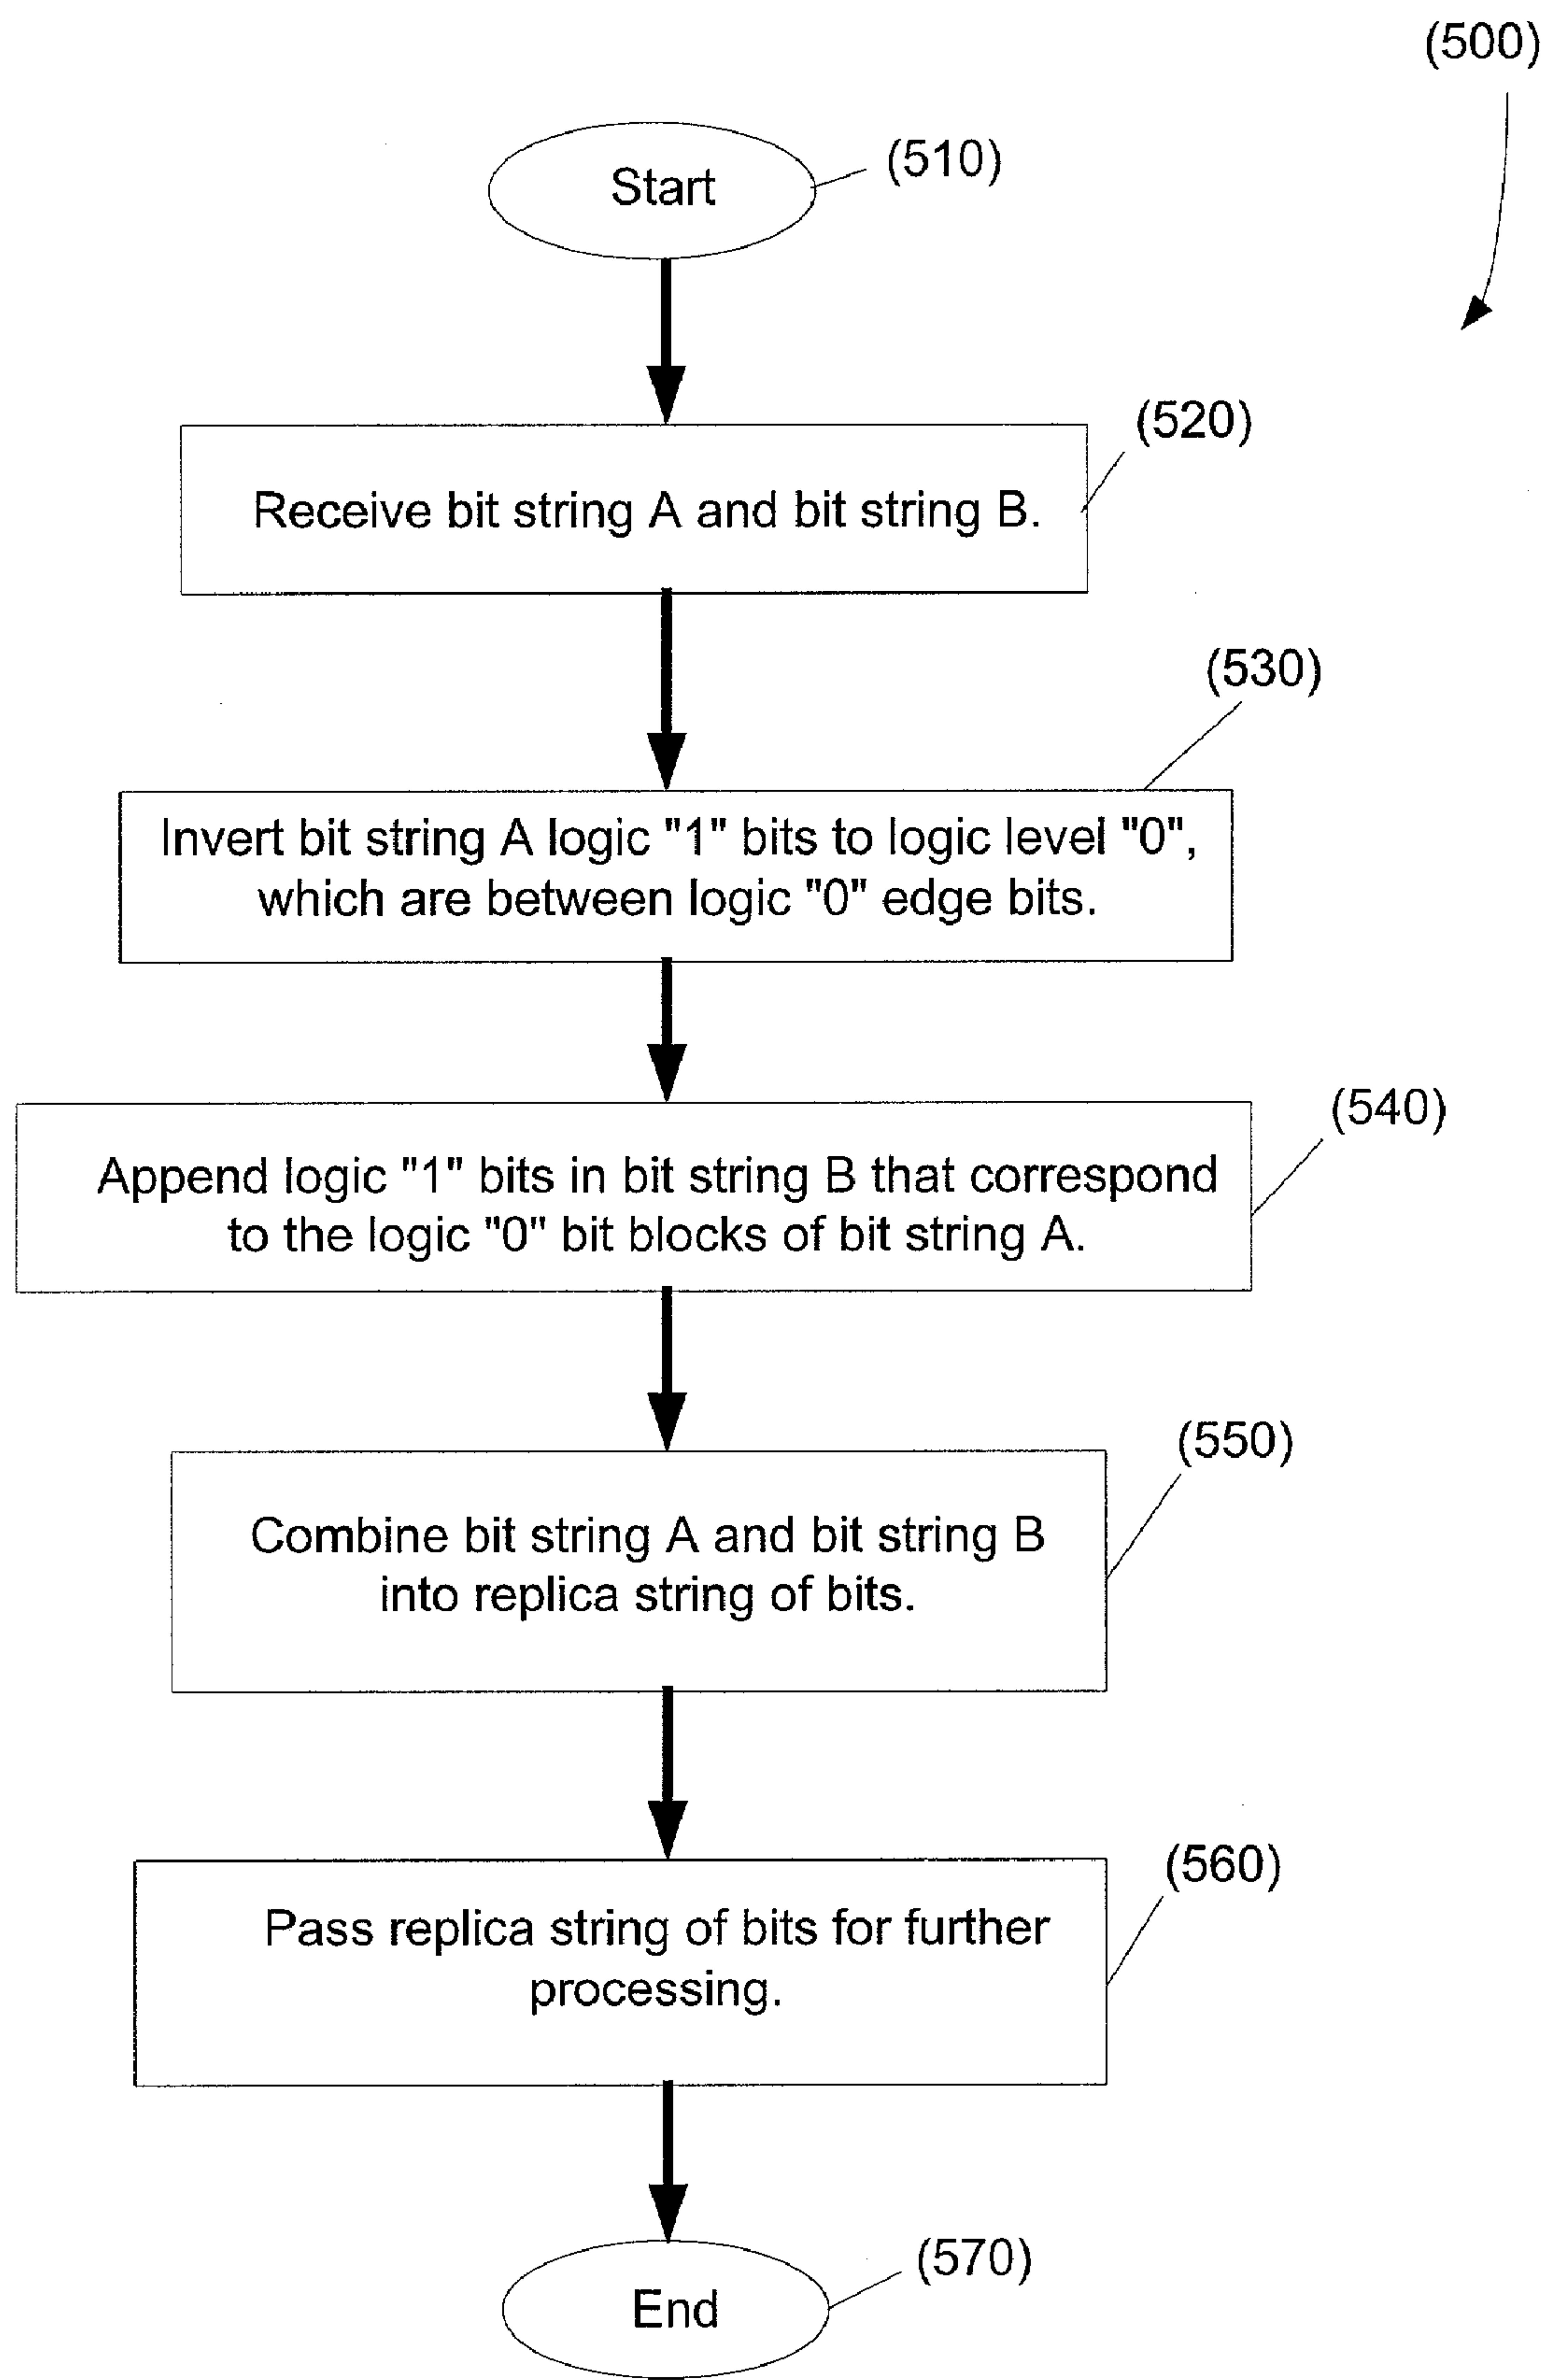 (500)
Start
(510)
Receive bit string A and bit string B.
(520)
(530)
Invert bit string A logic "1" bits to logic level "0",
which are between logic "0" edge bits.
(540)
Append logic "1" bits in bit string B that correspond
to the logic "0" bit blocks of bit string A.
(550)
Combine bit string A and bit string B
into replica string of bits.
(560)
Pass replica string of bits for further
processing.
(570)
End